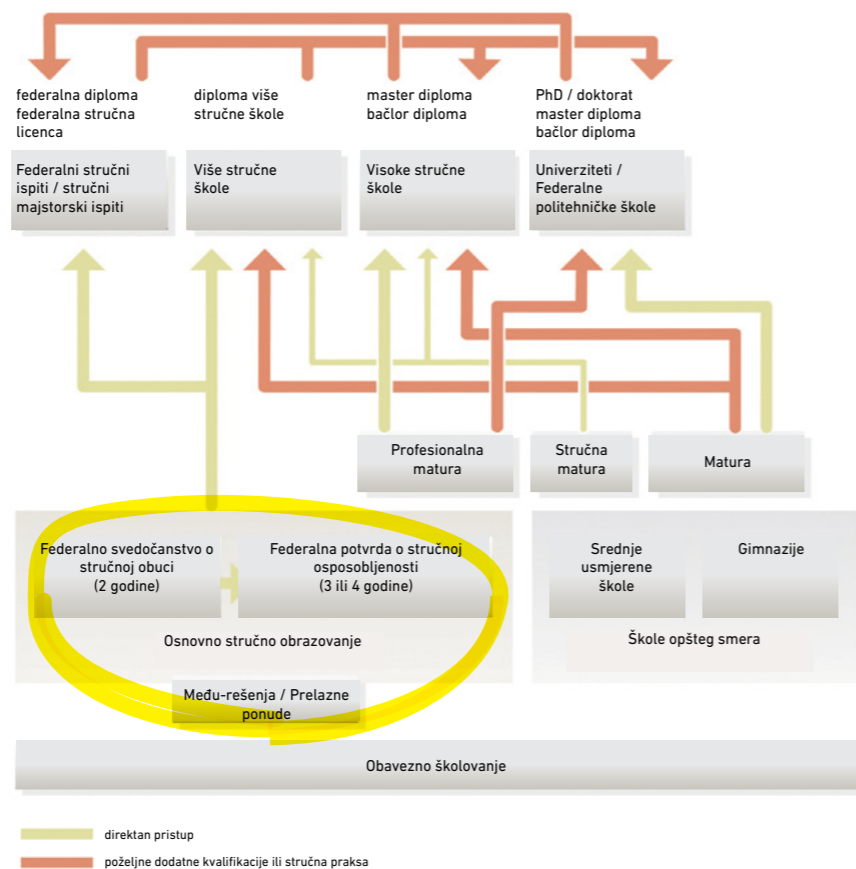 federalna diploma
federalna stručna
licenca
diploma više
stručne škole
master diploma
bačlor diploma
PhD / doktorat
master diploma
bačlor diploma
Federalni stručni
ispiti / stručni
majstorski ispiti
Više stručne
škole
Visoke stručne
škole
Univerziteti /
Federalne
politehničke škole
Profesionalna
matura
Stručna
matura
Matura
Federalno svedočanstvo o
stručnoj obuci
(2 godine)
Federalna potvrda o stručnoj
osposobljenosti
(3 ili 4 godine)
Srednje
usmjerene
škole
Gimnazije
Osnovno stručno obrazovanje
Škole opšteg smera
Među-rešenja / Prelazne
ponude
Obavezno školovanje
direktan pristup
poželjne dodatne kvalifikacije ili stručna praksa